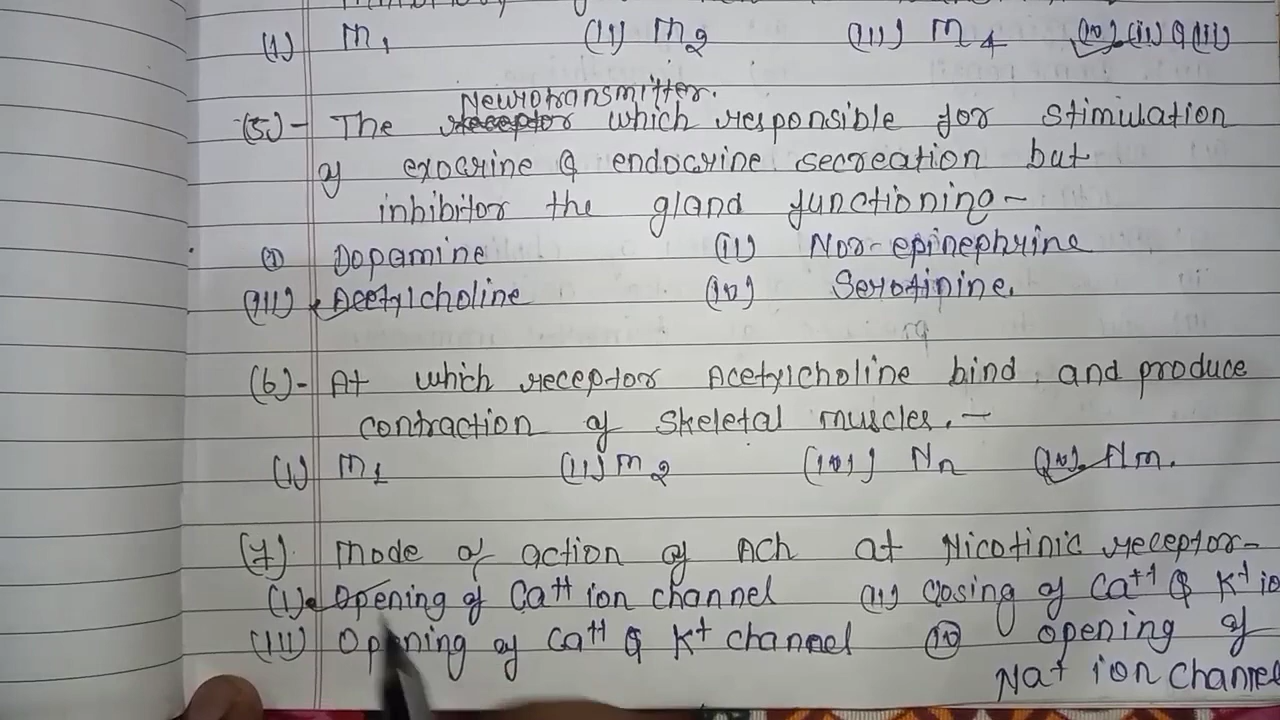 (i) M1 (ii) M2 (iii) M4 (iv) (ii) & (iii)
Neurotransmitter.
(5.)- The receptor which responsible for stimulation
of exocrine & endocrine secreation but
inhibitor the gland functioning-
(i) Dopamine (ii) Nor-epinephrine
(iii) Acetylcholine (iv) Serotinine.
(6)- At which receptor Acetylcholine bind and produce
contraction of skeletal muscles. -
(i) M1 (ii) M2 (iii) Nn (iv) Nm.
(7). Mode of action of ACh at Nicotinic receptor-
(i) Opening of Ca++ ion channel (ii) Closing of Ca++ & K+ io
(iii) Opening of Ca++ & K+ channel (iv) opening of
Na+ ion channel